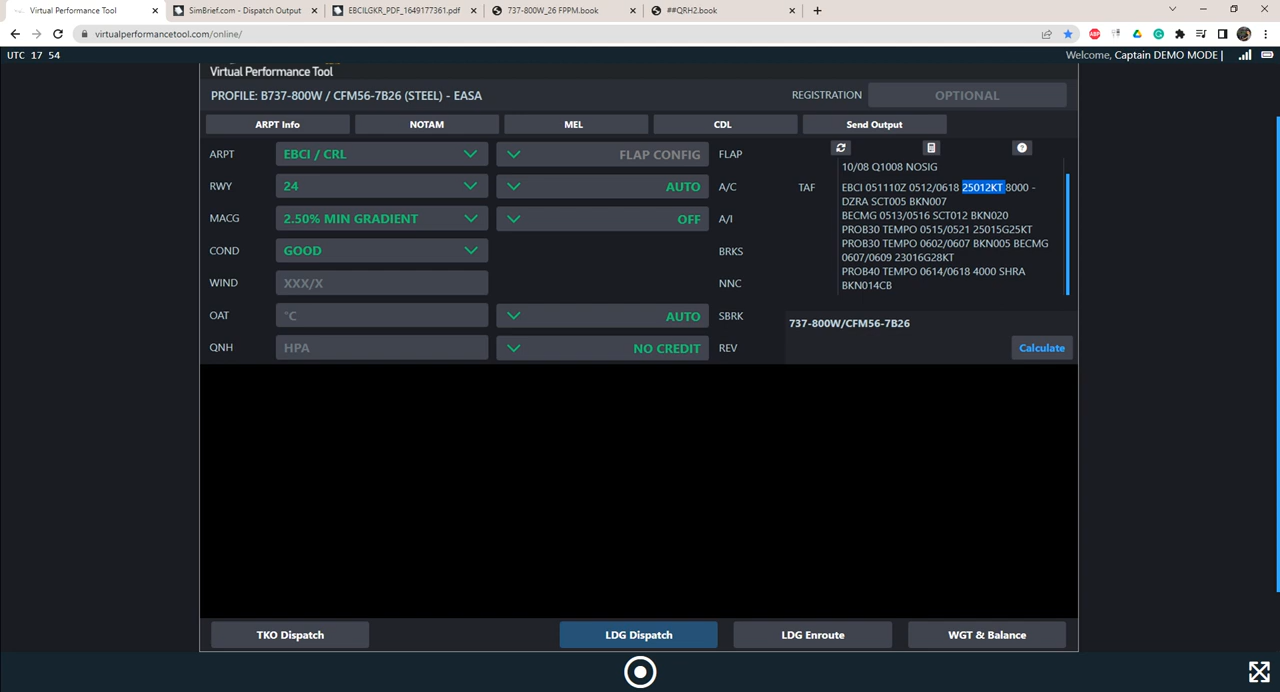 Virtual Performance Tool
SimBrief.com - Dispatch Output
EBCILGKR_PDF_1649177361.pdf
737-800W_26 FPPM.book
##QRH2.book
virtualperformancetool.com/online/
UTC 17 54
Welcome, Captain DEMO MODE |
Virtual Performance Tool
PROFILE: B737-800W / CFM56-7B26 (STEEL) - EASA
REGISTRATION
OPTIONAL
ARPT Info
NOTAM
MEL
CDL
Send Output
ARPT
EBCI / CRL
FLAP CONFIG
FLAP
RWY
24
AUTO
A/C
MACG
2.50% MIN GRADIENT
OFF
A/I
COND
GOOD
BRKS
WIND
XXX/X
NNC
OAT
°C
AUTO
SBRK
QNH
HPA
NO CREDIT
REV
10/08 Q1008 NOSIG
TAF
EBCI 051110Z 0512/0618 25012KT 8000 -
DZRA SCT005 BKN007
BECMG 0513/0516 SCT012 BKN020
PROB30 TEMPO 0515/0521 25015G25KT
PROB30 TEMPO 0602/0607 BKN005 BECMG
0607/0609 23016G28KT
PROB40 TEMPO 0614/0618 4000 SHRA
BKN014CB
737-800W/CFM56-7B26
Calculate
TKO Dispatch
LDG Dispatch
LDG Enroute
WGT & Balance